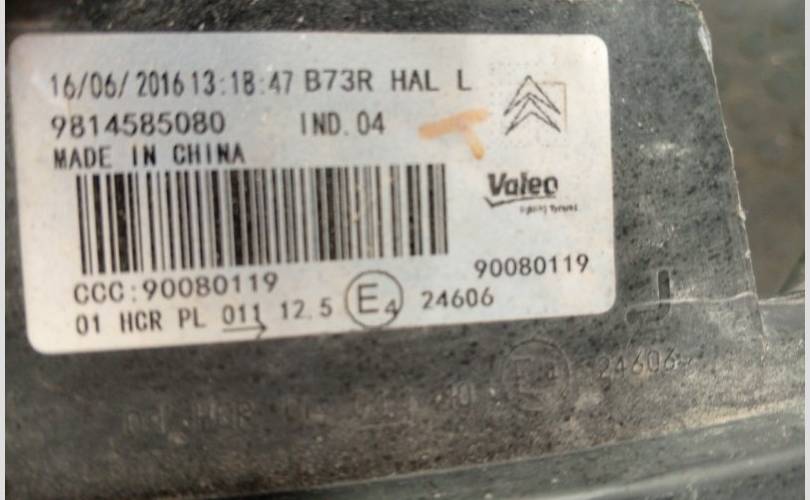 16/06/2016 13:18:47 B73R HAL L
9814585080 IND.04
MADE IN CHINA
Valeo
CCC:90080119
90080119
01 HCR PL 011 12.5 E4 24606
24606